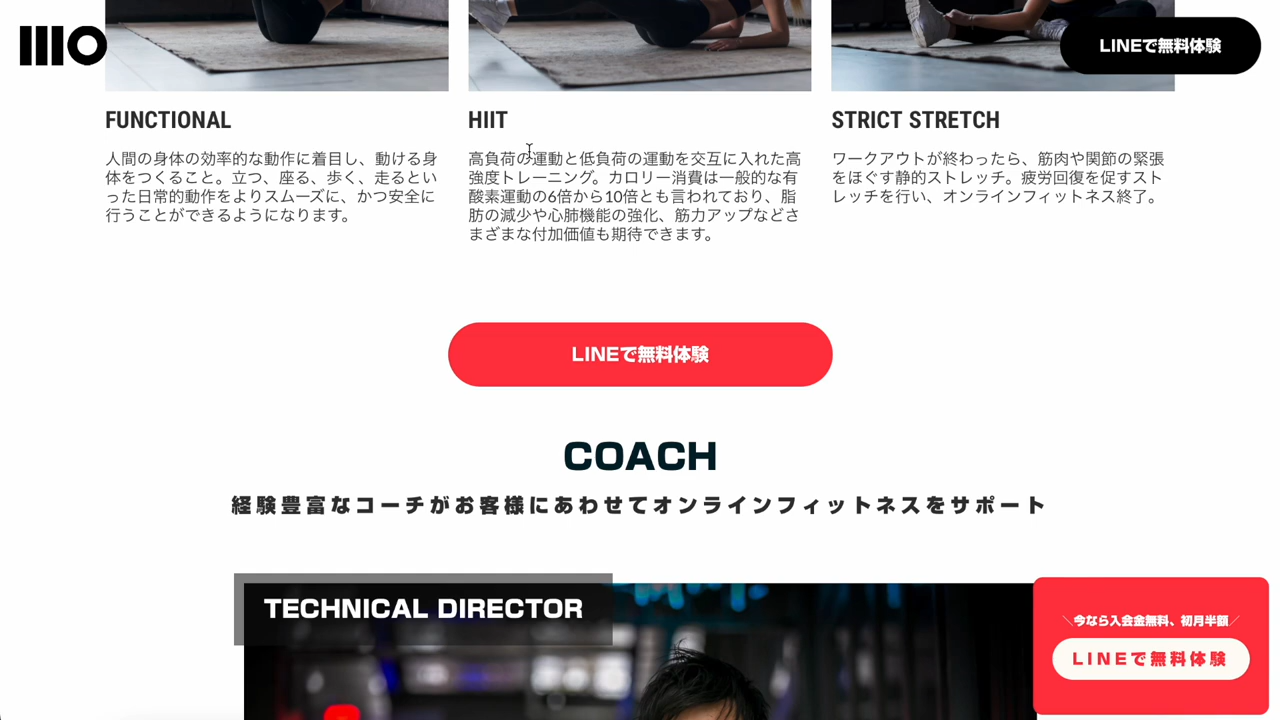 LINEで無料体験
FUNCTIONAL
人間の身体の効率的な動作に着目し、動ける身
体をつくること。立つ、座る、歩く、走るとい
った日常的動作をよりスムーズに、かつ安全に
行うことができるようになります。
HIIT
高負荷の運動と低負荷の運動を交互に入れた高
強度トレーニング。カロリー消費は一般的な有
酸素運動の6倍から10倍とも言われており、脂
肪の減少や心肺機能の強化、筋力アップなどさ
まざまな付加価値も期待できます。
STRICT STRETCH
ワークアウトが終わったら、筋肉や関節の緊張
をほぐす静的ストレッチ。疲労回復を促すスト
レッチを行い、オンラインフィットネス終了。
LINEで無料体験
COACH
経験豊富なコーチがお客様にあわせてオンラインフィットネスをサポート
TECHNICAL DIRECTOR
＼今なら入会金無料、初月半額／
LINEで無料体験